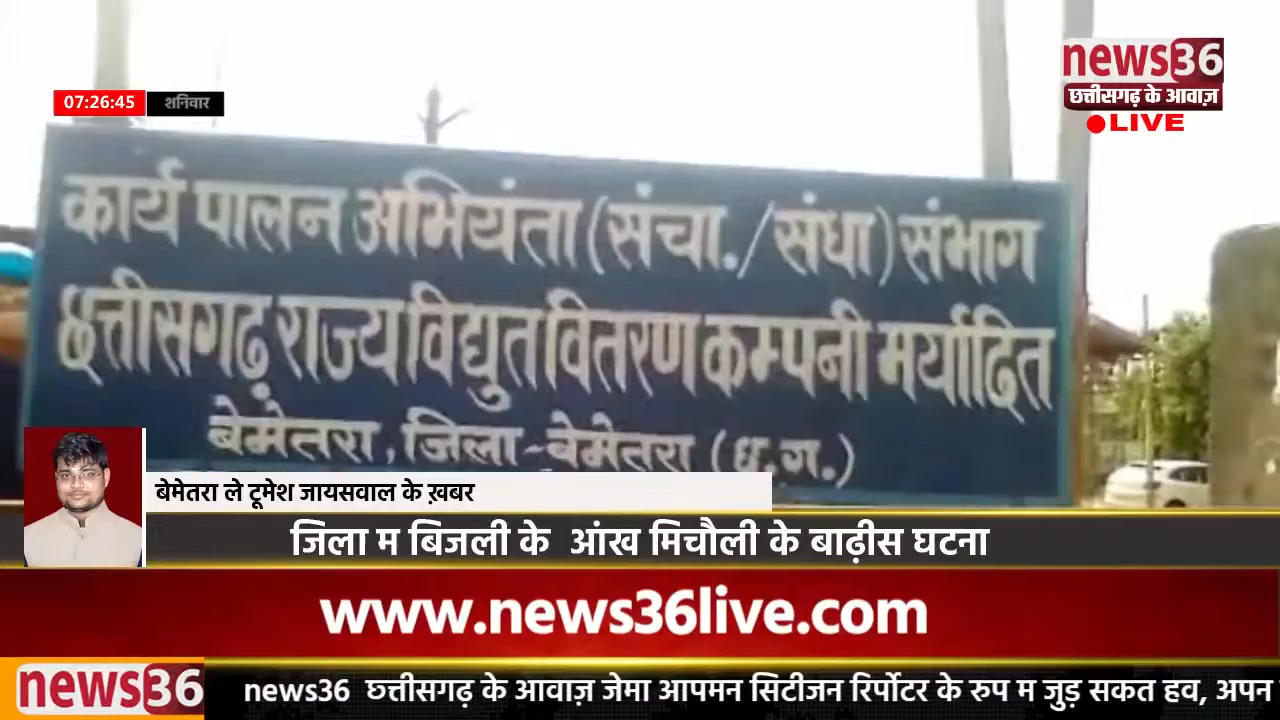 news36
07:26:45 शनिवार
छत्तीसगढ़ के आवाज़
LIVE
कार्य पालन अभियंता (संचा./संधा) संभाग
छत्तीसगढ़ राज्य विद्युत वितरण कम्पनी मर्यादित
बेमेतरा, जिला-बेमेतरा (छ.ग.)
बेमेतरा ले टूमेश जायसवाल के ख़बर
जिला म बिजली के आंख मिचौली के बाढ़ीस घटना
www.news36live.com
news36
news36 छत्तीसगढ़ के आवाज़ जेमा आपमन सिटीजन रिर्पोटर के रुप म जुड़ सकत हव, अपन